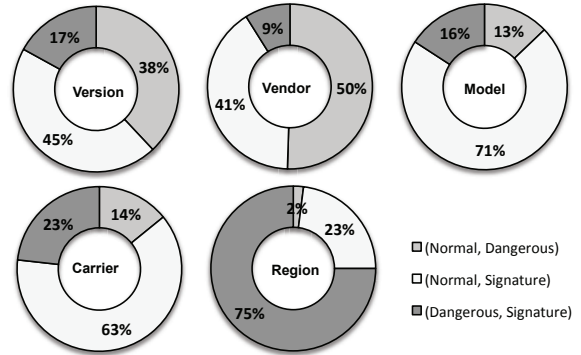 17%
38%
Version
45%
9%
50%
Vendor
41%
16%
13%
Model
71%
23%
14%
Carrier
63%
2%
23%
Region
75%
(Normal, Dangerous)
(Normal, Signature)
(Dangerous, Signature)